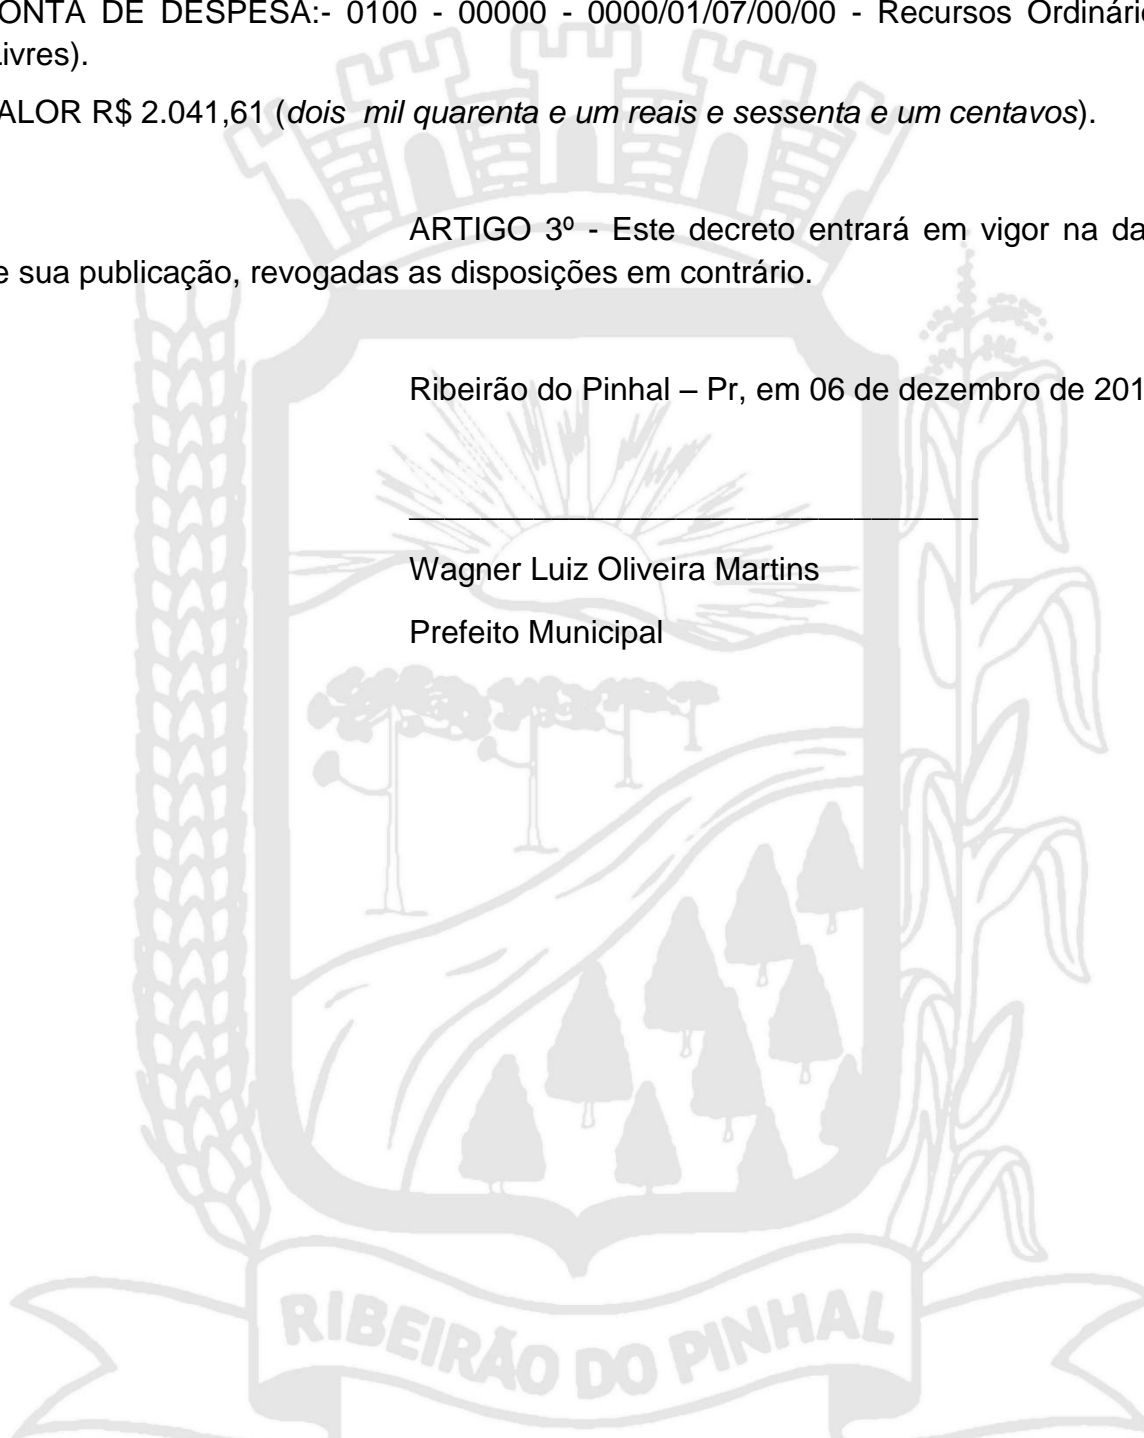 ONTA DE DESPESA:- 0100 - 00000 - 0000/01/07/00/00 - Recursos Ordinári
ivres).
ALOR R$ 2.041,61 (dois mil quarenta e um reais e sessenta e um centavos).
ARTIGO 3º - Este decreto entrará em vigor na da
e sua publicação, revogadas as disposições em contrário.
Ribeirão do Pinhal – Pr, em 06 de dezembro de 201
Wagner Luiz Oliveira Martins
Prefeito Municipal
RIBEIRÃO DO PINHAL